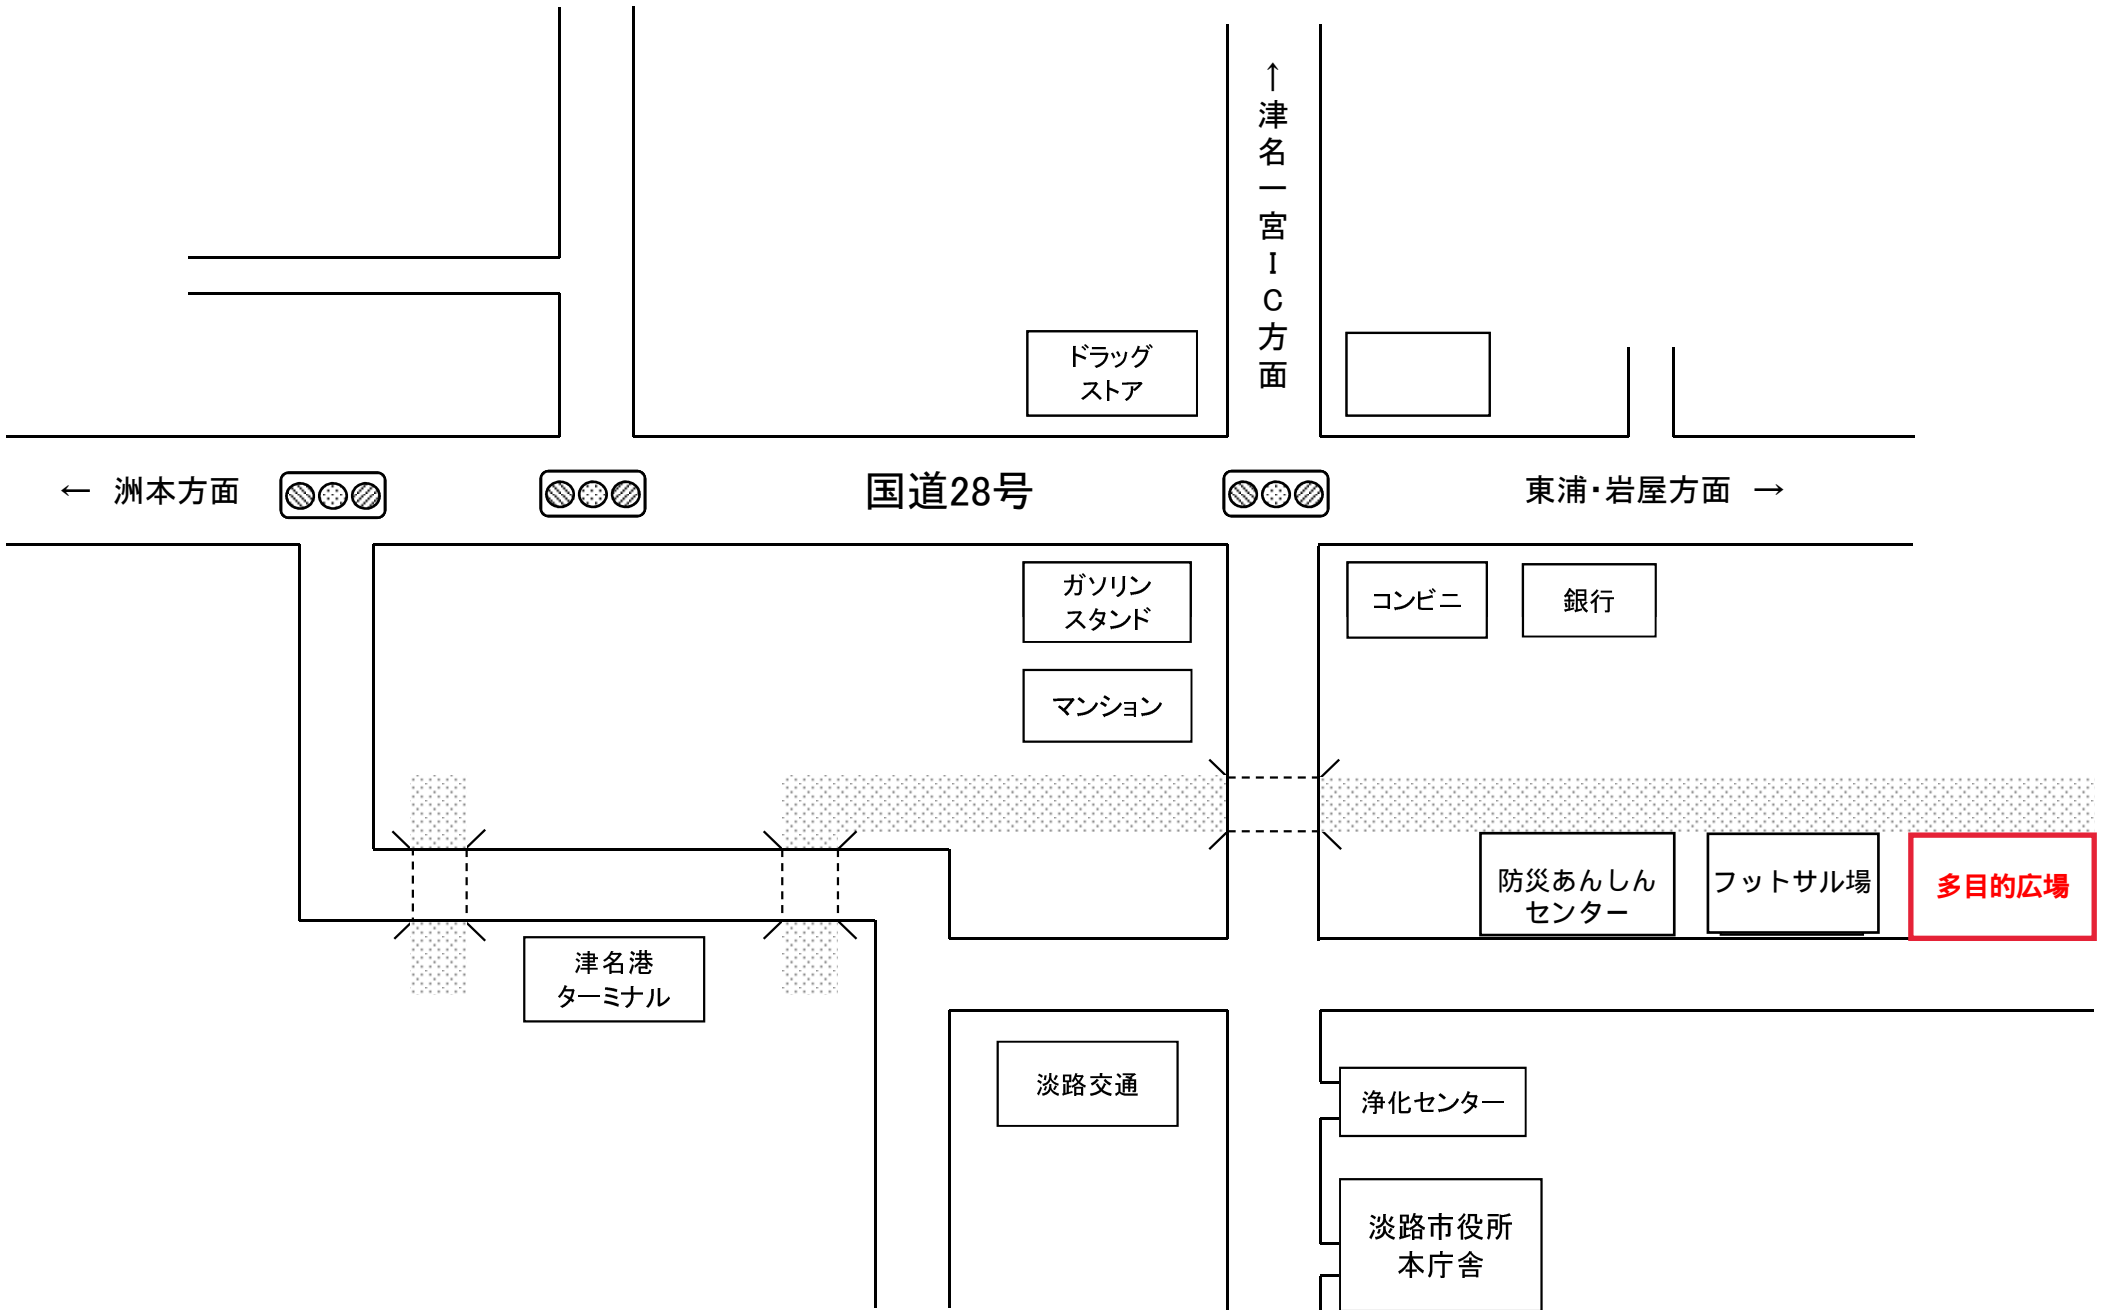 ↑津名一宮IC方面
ドラッグ
ストア
← 洲本方面
国道28号
東浦・岩屋方面 →
ガソリン
スタンド
コンビニ
銀行
マンション
防災あんしん
センター
フットサル場
多目的広場
津名港
ターミナル
淡路交通
浄化センター
淡路市役所
本庁舎